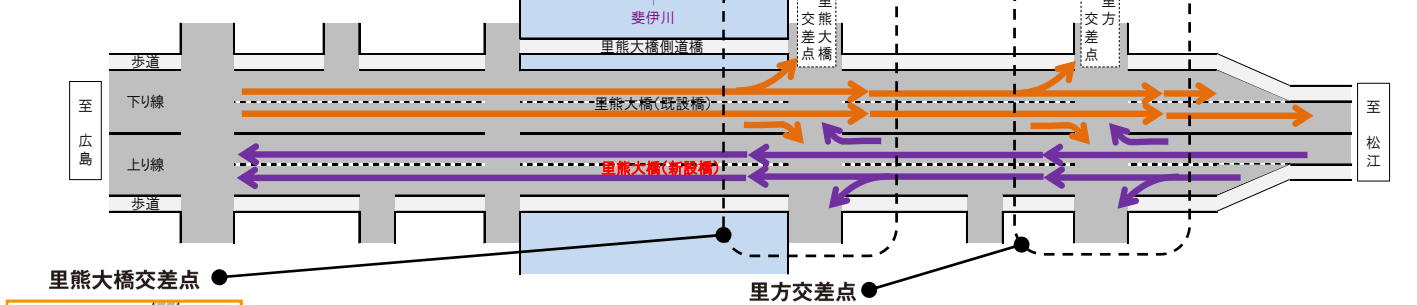 斐伊川
里熊大橋
交差点
里方
交差点
里熊大橋側道橋
歩道
至 広島
下り線
里熊大橋(既設橋)
至 松江
上り線
里熊大橋(新設橋)
歩道
里熊大橋交差点
里方交差点